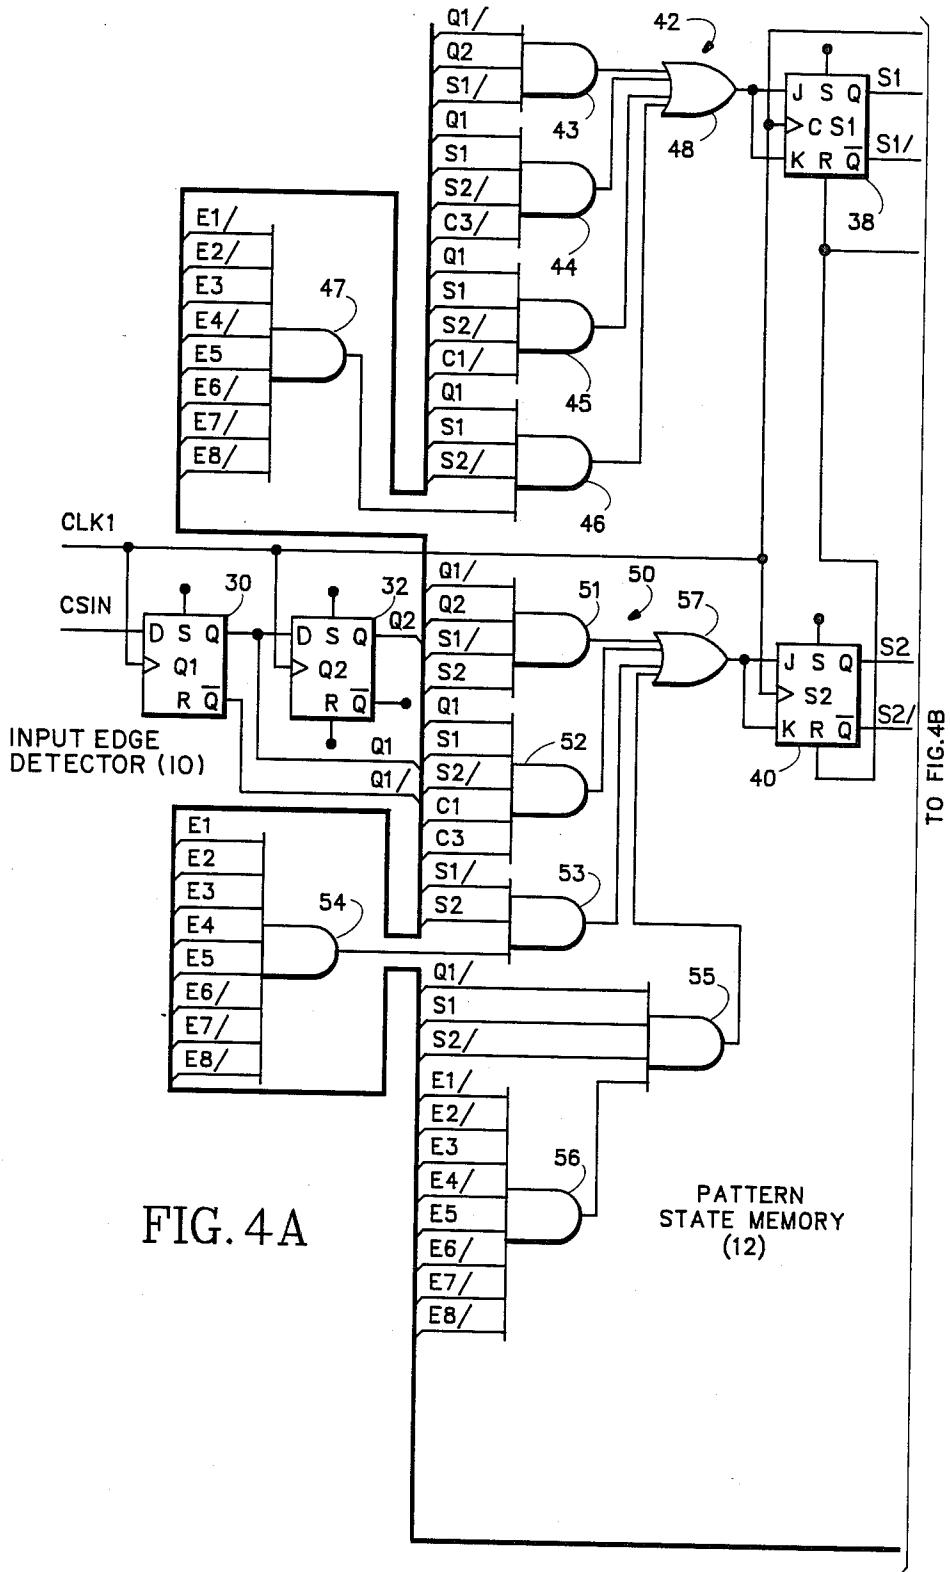 Q1/
Q2
S1/
43
Q1
S1
S2/
C3/
44
Q1
S1
S2/
C1/
45
Q1
S1
S2/
46
42
48
J S Q
C S1
K R Q̅
S1
S1/
38
E1/
E2/
E3
E4/
E5
E6/
E7/
E8/
47
CLK1
CSIN
30
D S Q
Q1
R Q̅
32
D S Q
Q2
R Q̅
Q2
Q1
Q1/
INPUT EDGE
DETECTOR (10)
Q1/
Q2
S1/
S2
51
50
57
Q1
S1
S2/
C1
C3
52
S1/
S2
53
J S Q
S2
K R Q̅
S2
S2/
40
E1
E2
E3
E4
E5
E6/
E7/
E8/
54
Q1/
S1
S2/
55
E1/
E2/
E3
E4/
E5
E6/
E7/
E8/
56
PATTERN
STATE MEMORY
(12)
TO FIG.4B
FIG. 4A